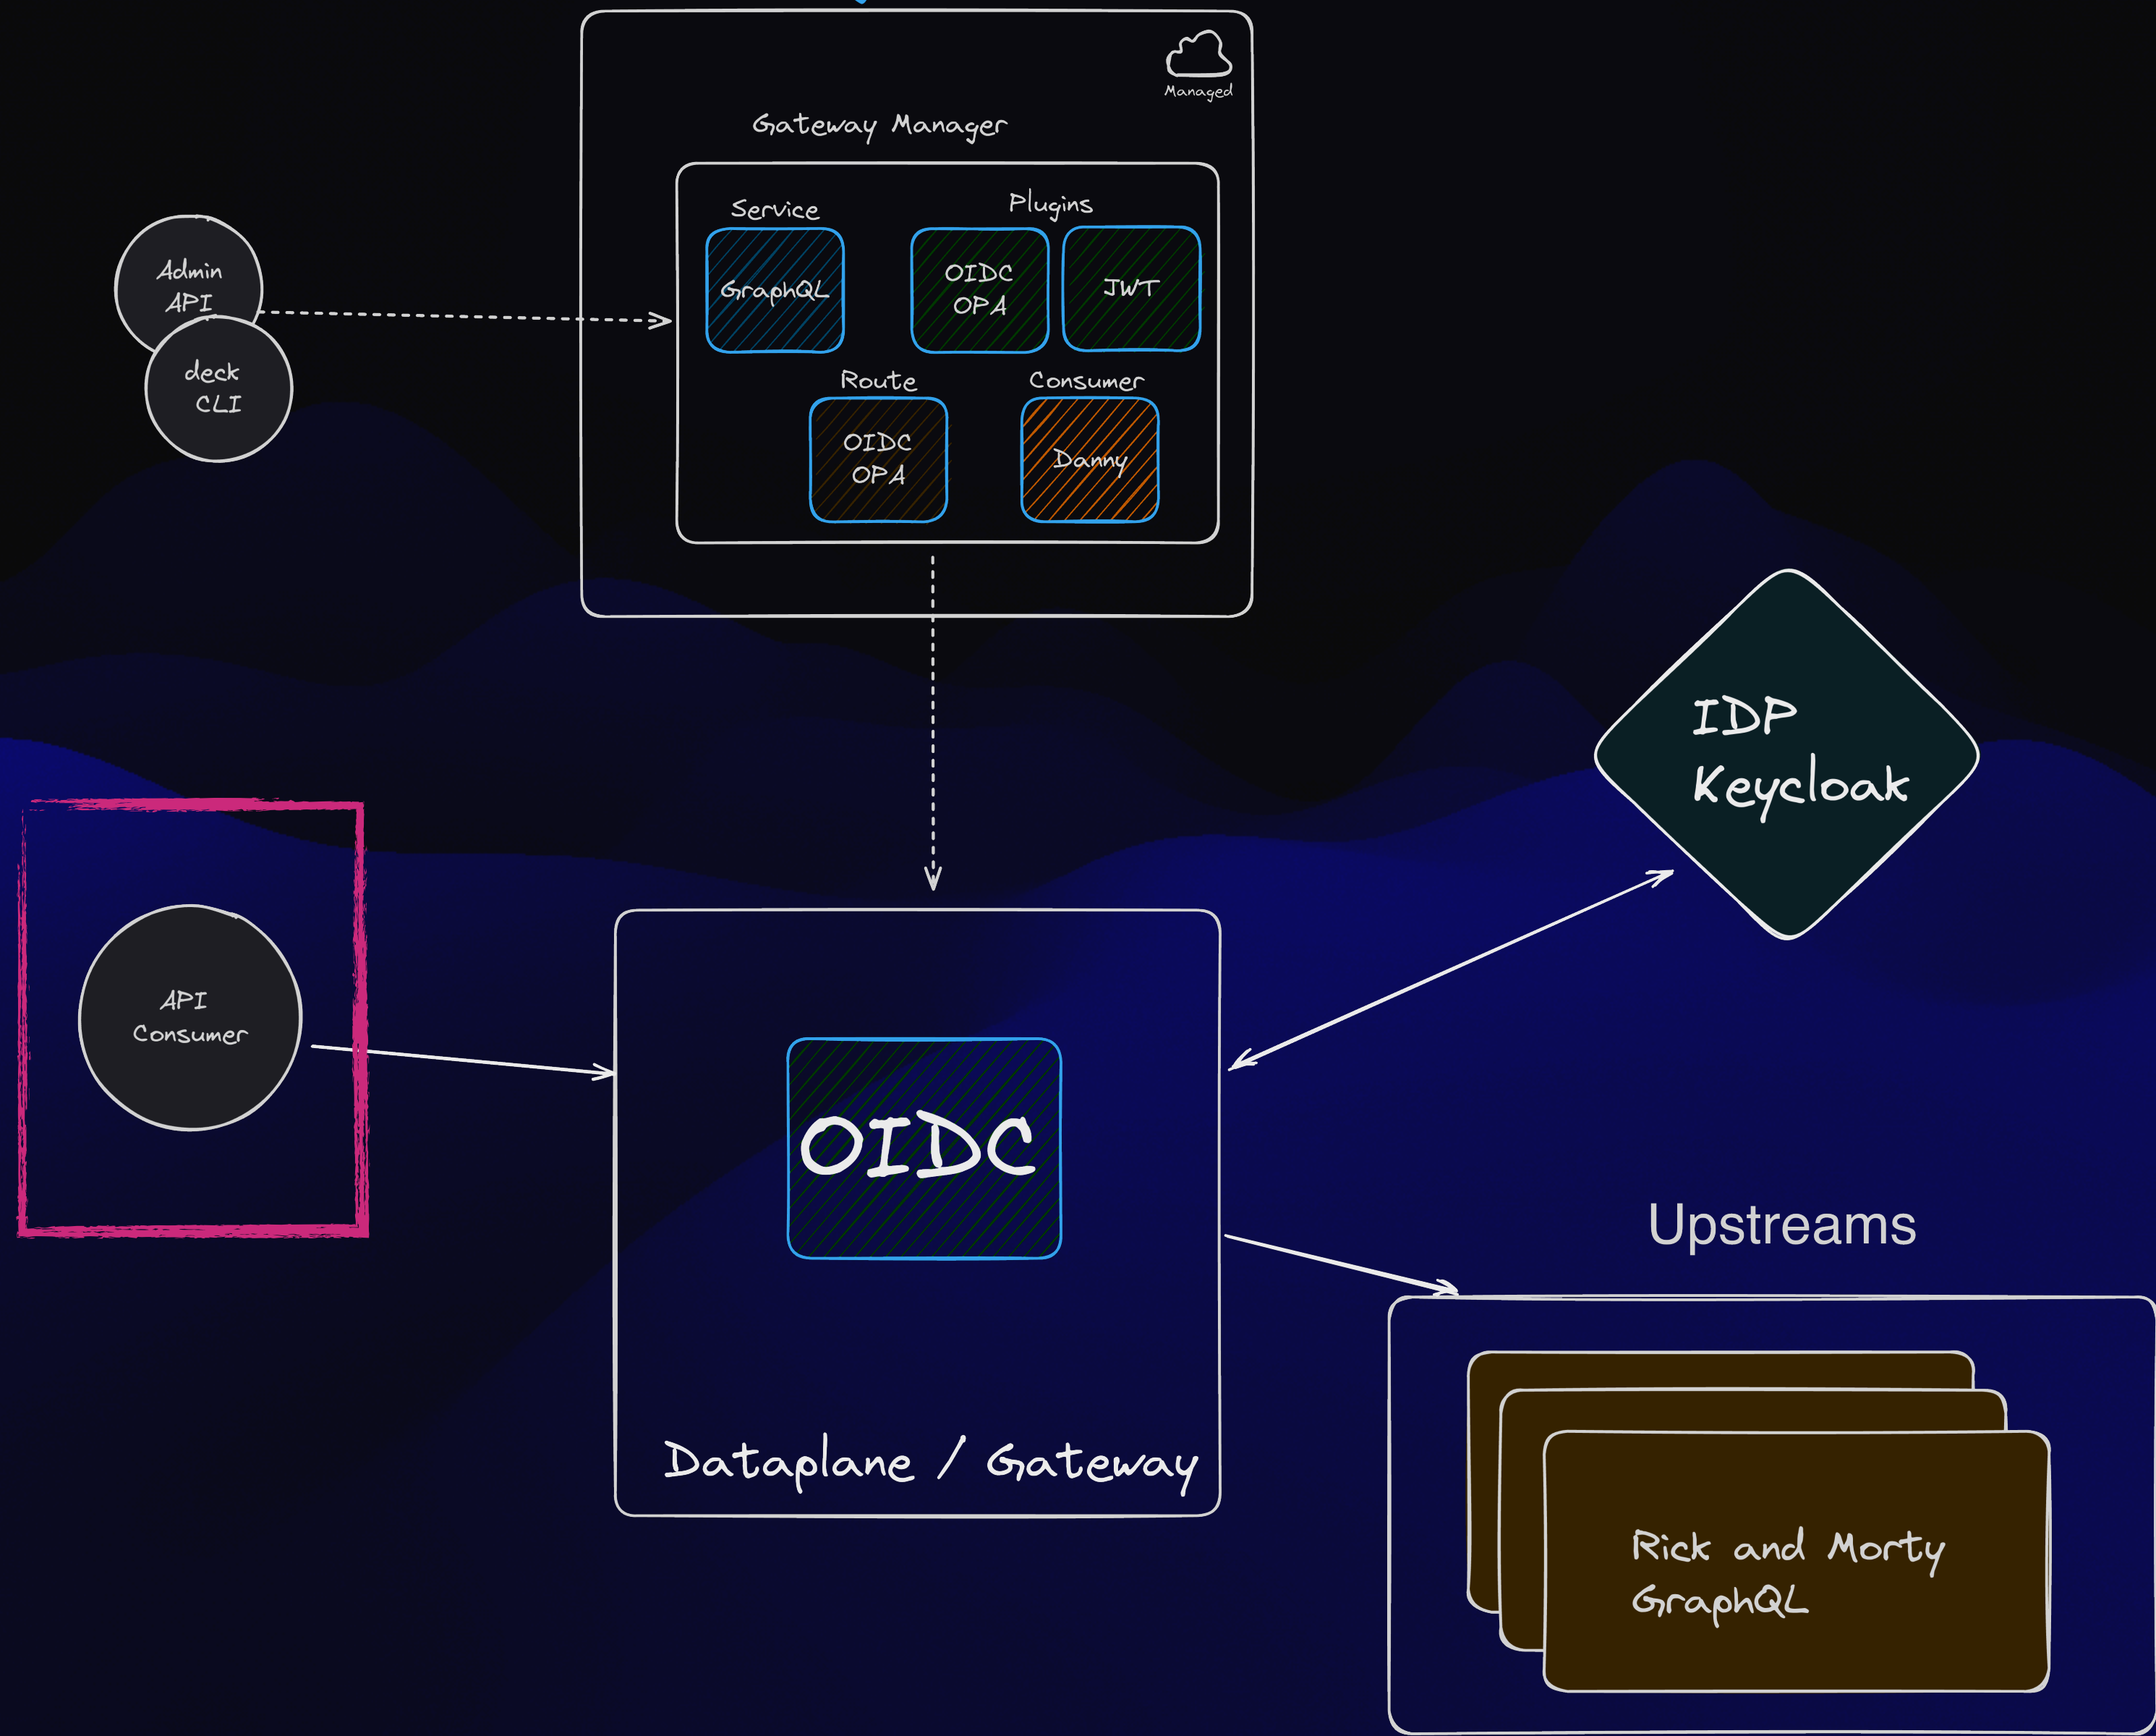 Managed
Gateway Manager
Service
Plugins
GraphQL
OIDC
OPA
JWT
Admin
API
deck
CLI
Route
Consumer
OIDC
OPA
Danny
IDP
Keycloak
API
Consumer
OIDC
Dataplane / Gateway
Upstreams
Rick and Morty
GraphQL